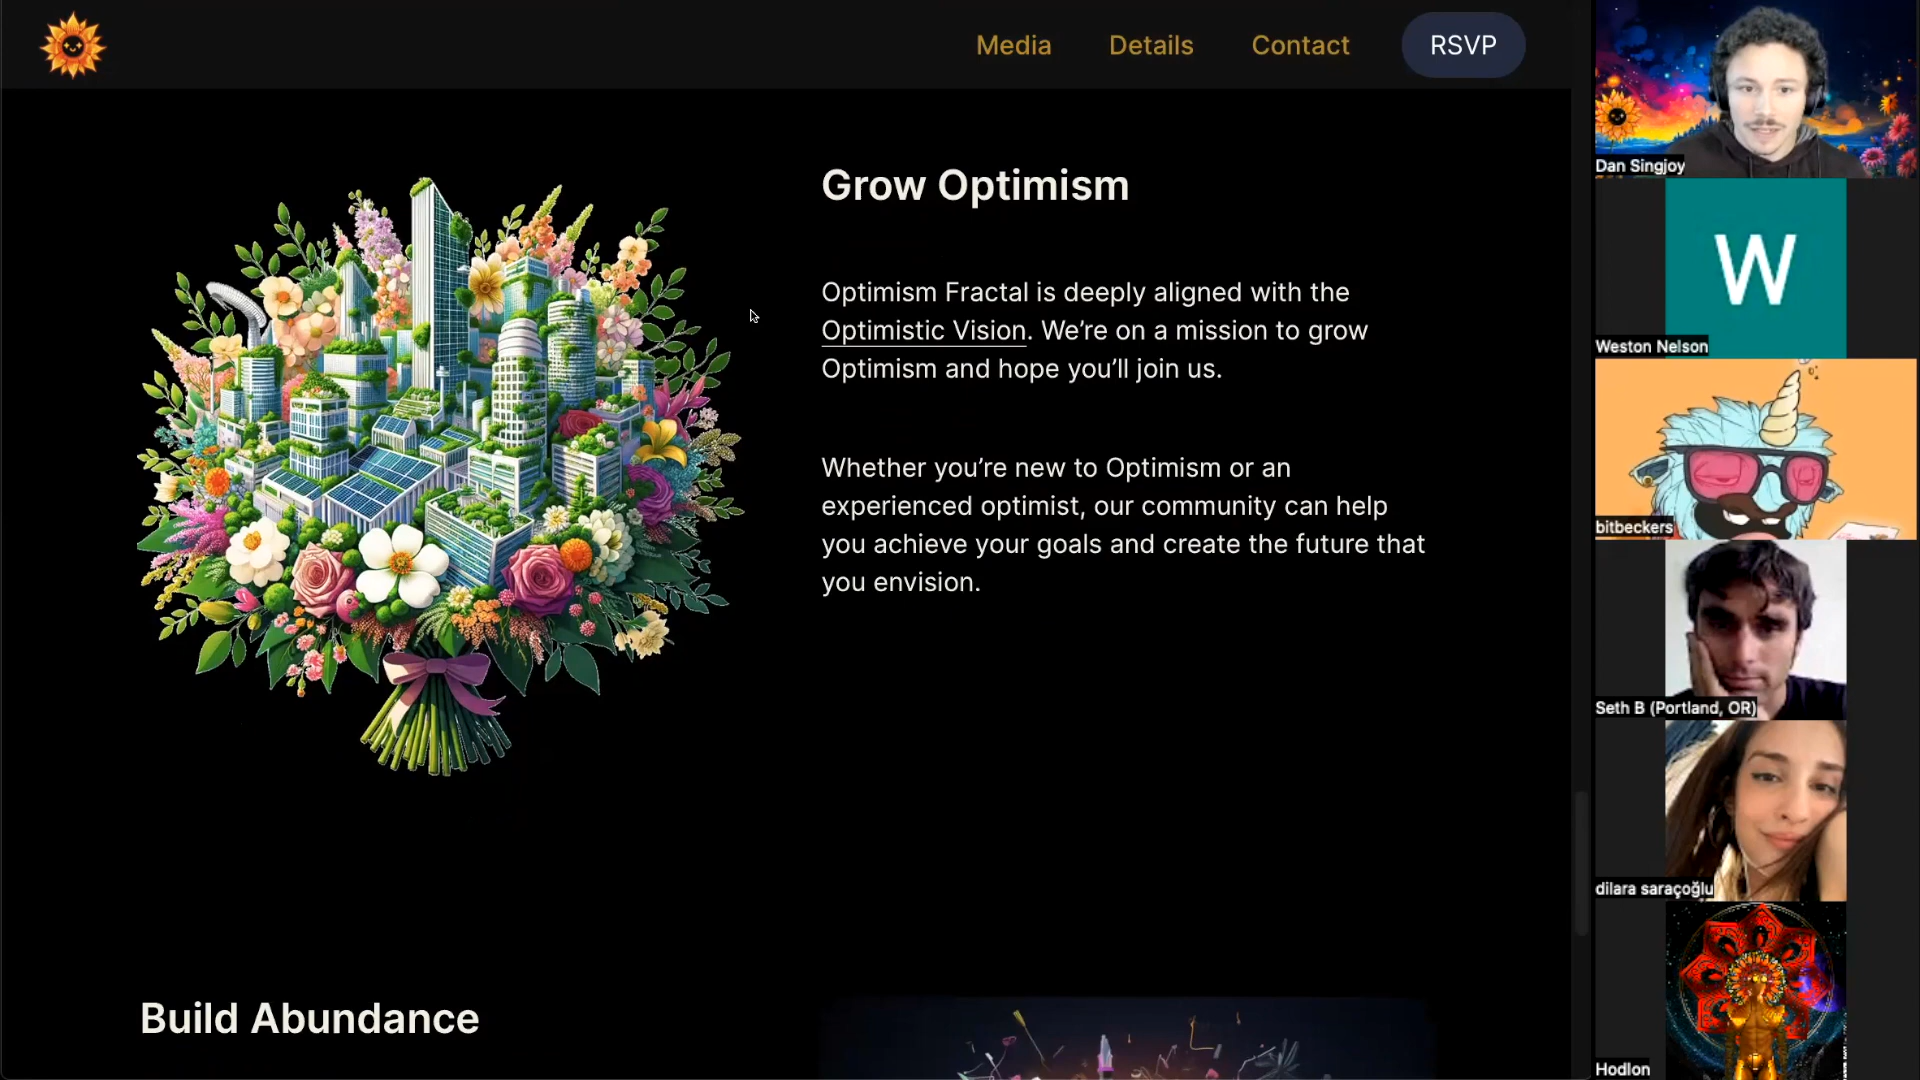 Media Details Contact RSVP
Grow Optimism
Optimism Fractal is deeply aligned with the
Optimistic Vision. We’re on a mission to grow
Optimism and hope you’ll join us.
Whether you’re new to Optimism or an
experienced optimist, our community can help
you achieve your goals and create the future that
you envision.
Build Abundance
Dan Singjoy
W
Weston Nelson
bitbeckers
Seth B (Portland, OR)
dilara saraçoğlu
Hodlon